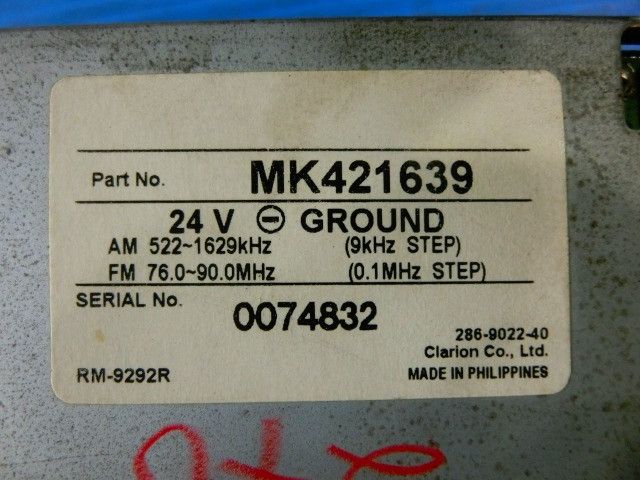 Part No. MK421639
24 V ⊖ GROUND
AM 522~1629kHz (9kHz STEP)
FM 76.0~90.0MHz (0.1MHz STEP)
SERIAL No. 0074832
286-9022-40
Clarion Co., Ltd.
RM-9292R MADE IN PHILIPPINES